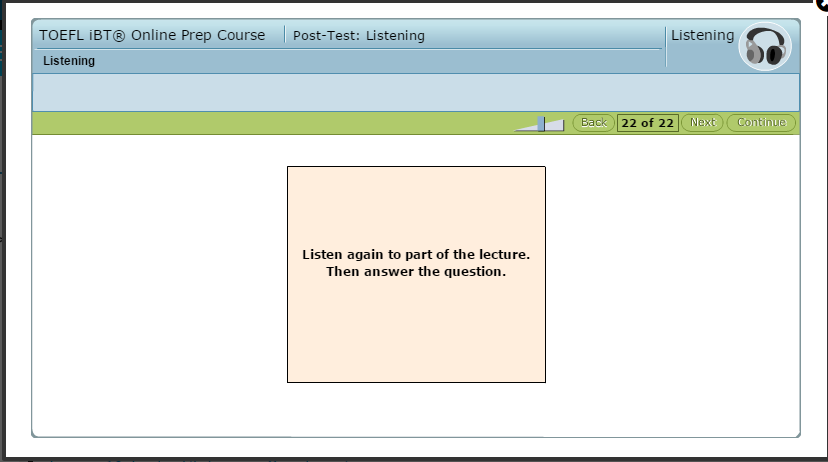 TOEFL iBT® Online Prep Course
Post-Test: Listening
Listening
Listening
Back
22 of 22
Next
Continue
Listen again to part of the lecture.
Then answer the question.